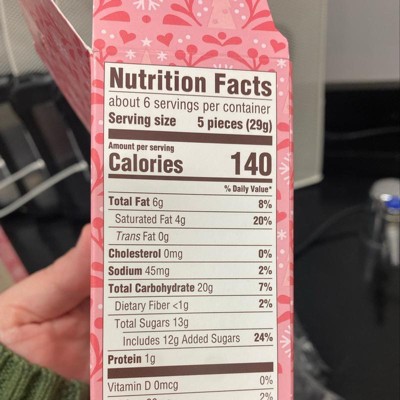 Nutrition Facts
about 6 servings per container
Serving size 5 pieces (29g)
Amount per serving
Calories 140
% Daily Value*
Total Fat 6g 8%
Saturated Fat 4g 20%
Trans Fat 0g
Cholesterol 0mg 0%
Sodium 45mg 2%
Total Carbohydrate 20g 7%
Dietary Fiber <1g 2%
Total Sugars 13g
Includes 12g Added Sugars 24%
Protein 1g
Vitamin D 0mcg 0%
2%